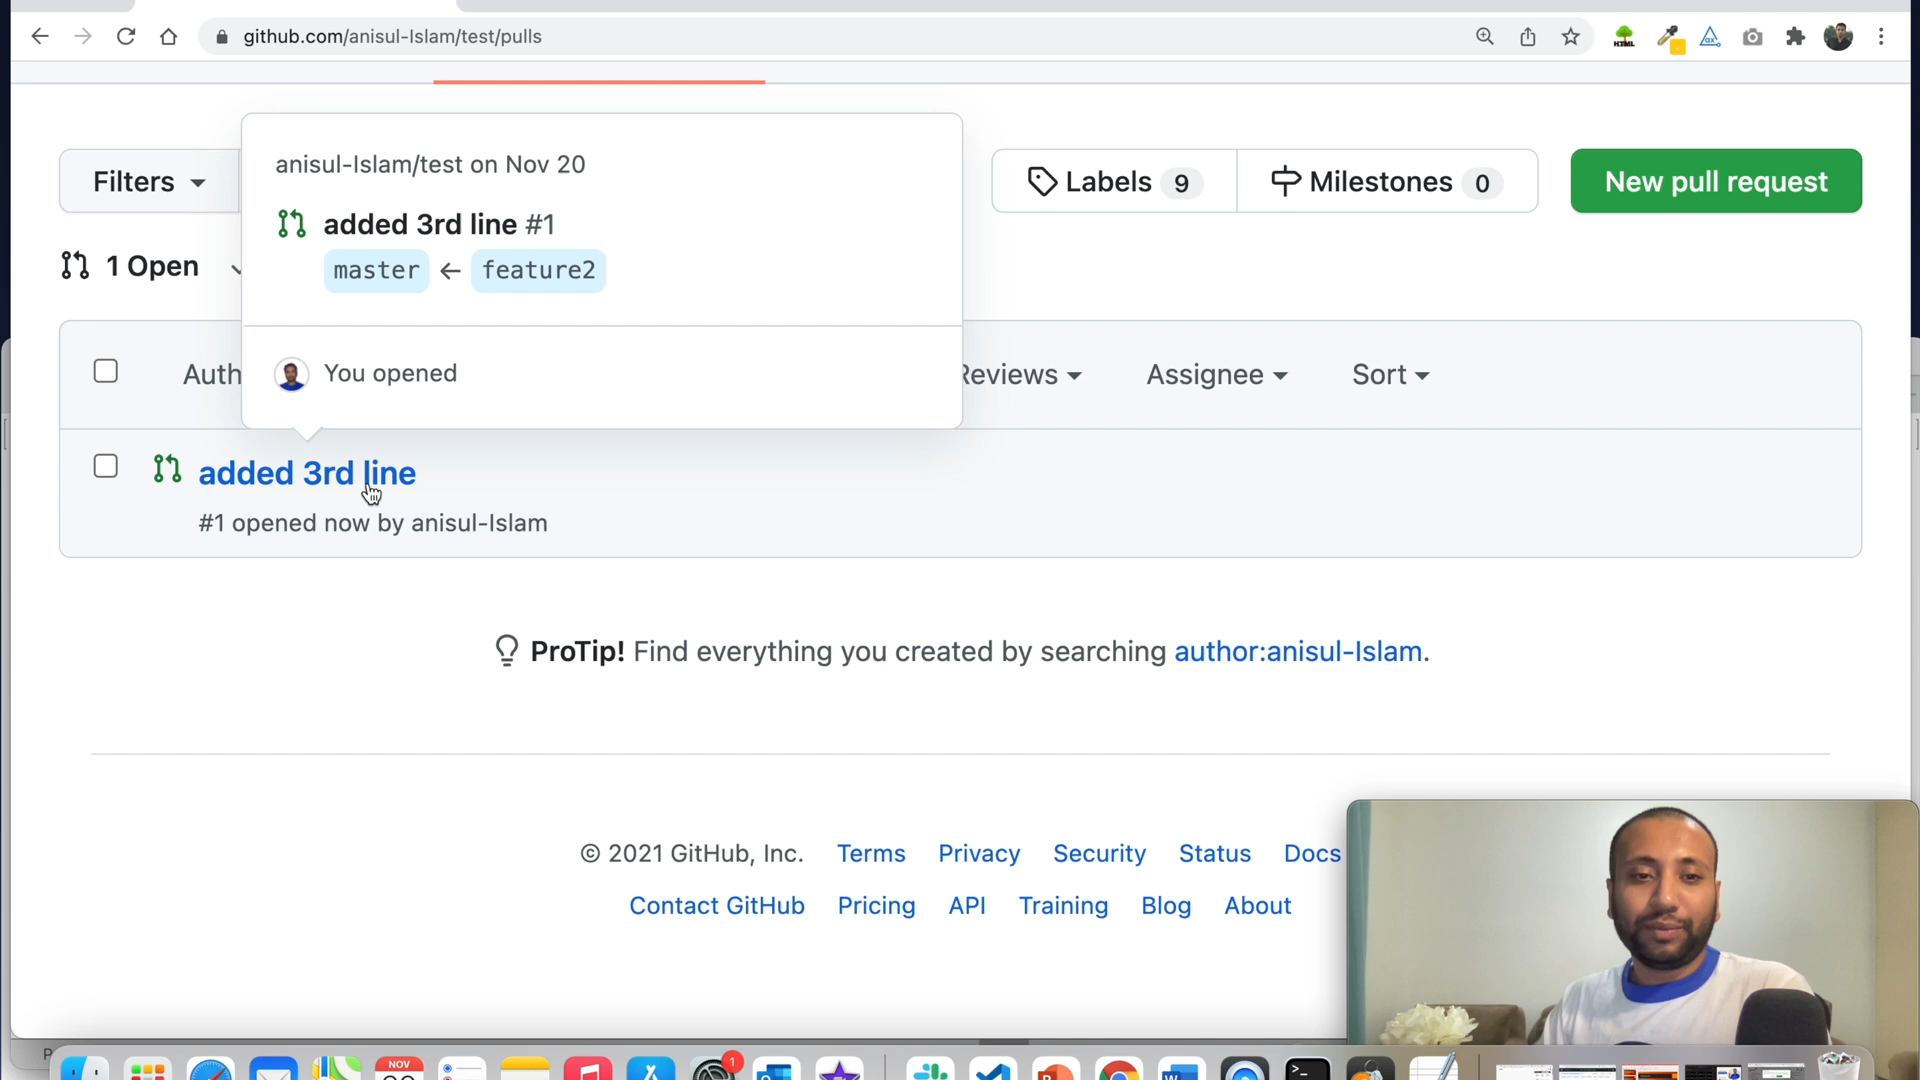 github.com/anisul-Islam/test/pulls
HTML
Filters
anisul-Islam/test on Nov 20
added 3rd line #1
master ← feature2
You opened
Labels 9
Milestones 0
New pull request
1 Open
Reviews
Assignee
Sort
added 3rd line
#1 opened now by anisul-Islam
ProTip! Find everything you created by searching author:anisul-Islam.
© 2021 GitHub, Inc. Terms Privacy Security Status Docs
Contact GitHub Pricing API Training Blog About
NOV
1